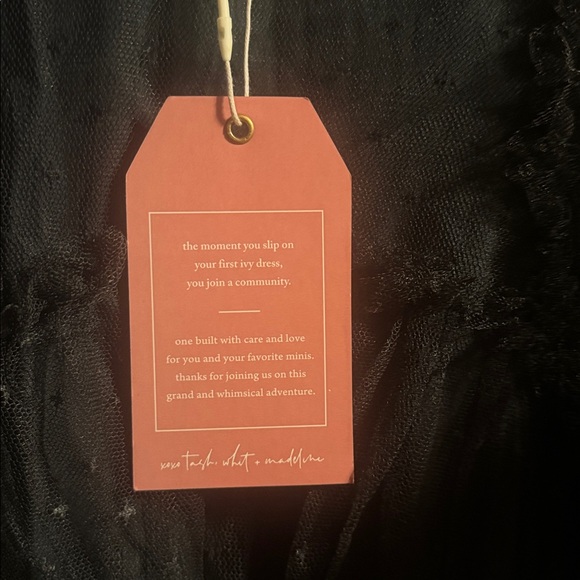 the moment you slip on
your first ivy dress,
you join a community.
one built with care and love
for you and your favorite minis.
thanks for joining us on this
grand and whimsical adventure.
xoxo tash, whit + madeline